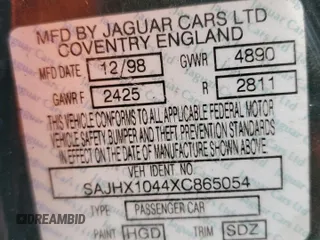 MFD BY JAGUAR CARS LTD
COVENTRY ENGLAND
MFD DATE 12/98 GVWR 4890
GAWR F 2425 R 2811
THIS VEHICLE CONFORMS TO ALL APPLICABLE FEDERAL MOTOR
VEHICLE SAFETY, BUMPER AND THEFT PREVENTION STANDARDS
IN EFFECT ON THE DATE OF MANUFACTURE SHOWN ABOVE.
VEH IDENT NO
SAJHX1044XC865054
TYPE PASSENGER CAR
PAINT HGD TRIM SDZ
DREAMBID